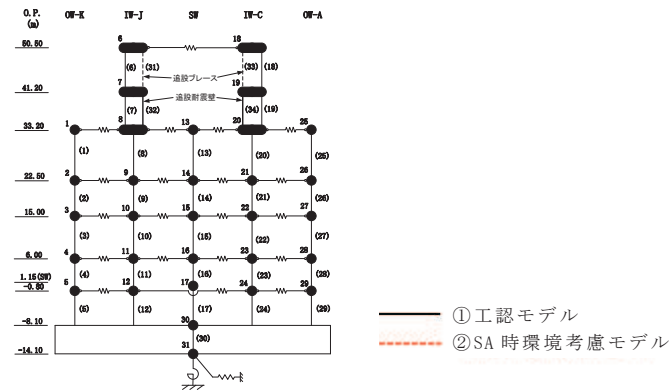 O.P. (m) OW-K IW-J SW IW-C OW-A
50.50 6 18
(6) (31) (33) (18)
追設ブレース
41.20 7 19
追設耐震壁
(7) (32) (34) (19)
33.20 1 8 13 20 25
(1) (8) (13) (20) (25)
22.50 2 9 14 21 26
(2) (9) (14) (21) (26)
15.00 3 10 15 22 27
(3) (10) (15) (22) (27)
6.00 4 11 16 23 28
(4) (11) (16) (23) (28)
1.15(SW) 17
-0.80 5 12 24 29
(5) (12) (17) (24) (29)
-8.10 30
(30)
-14.10 31
①工認モデル
②SA時環境考慮モデル